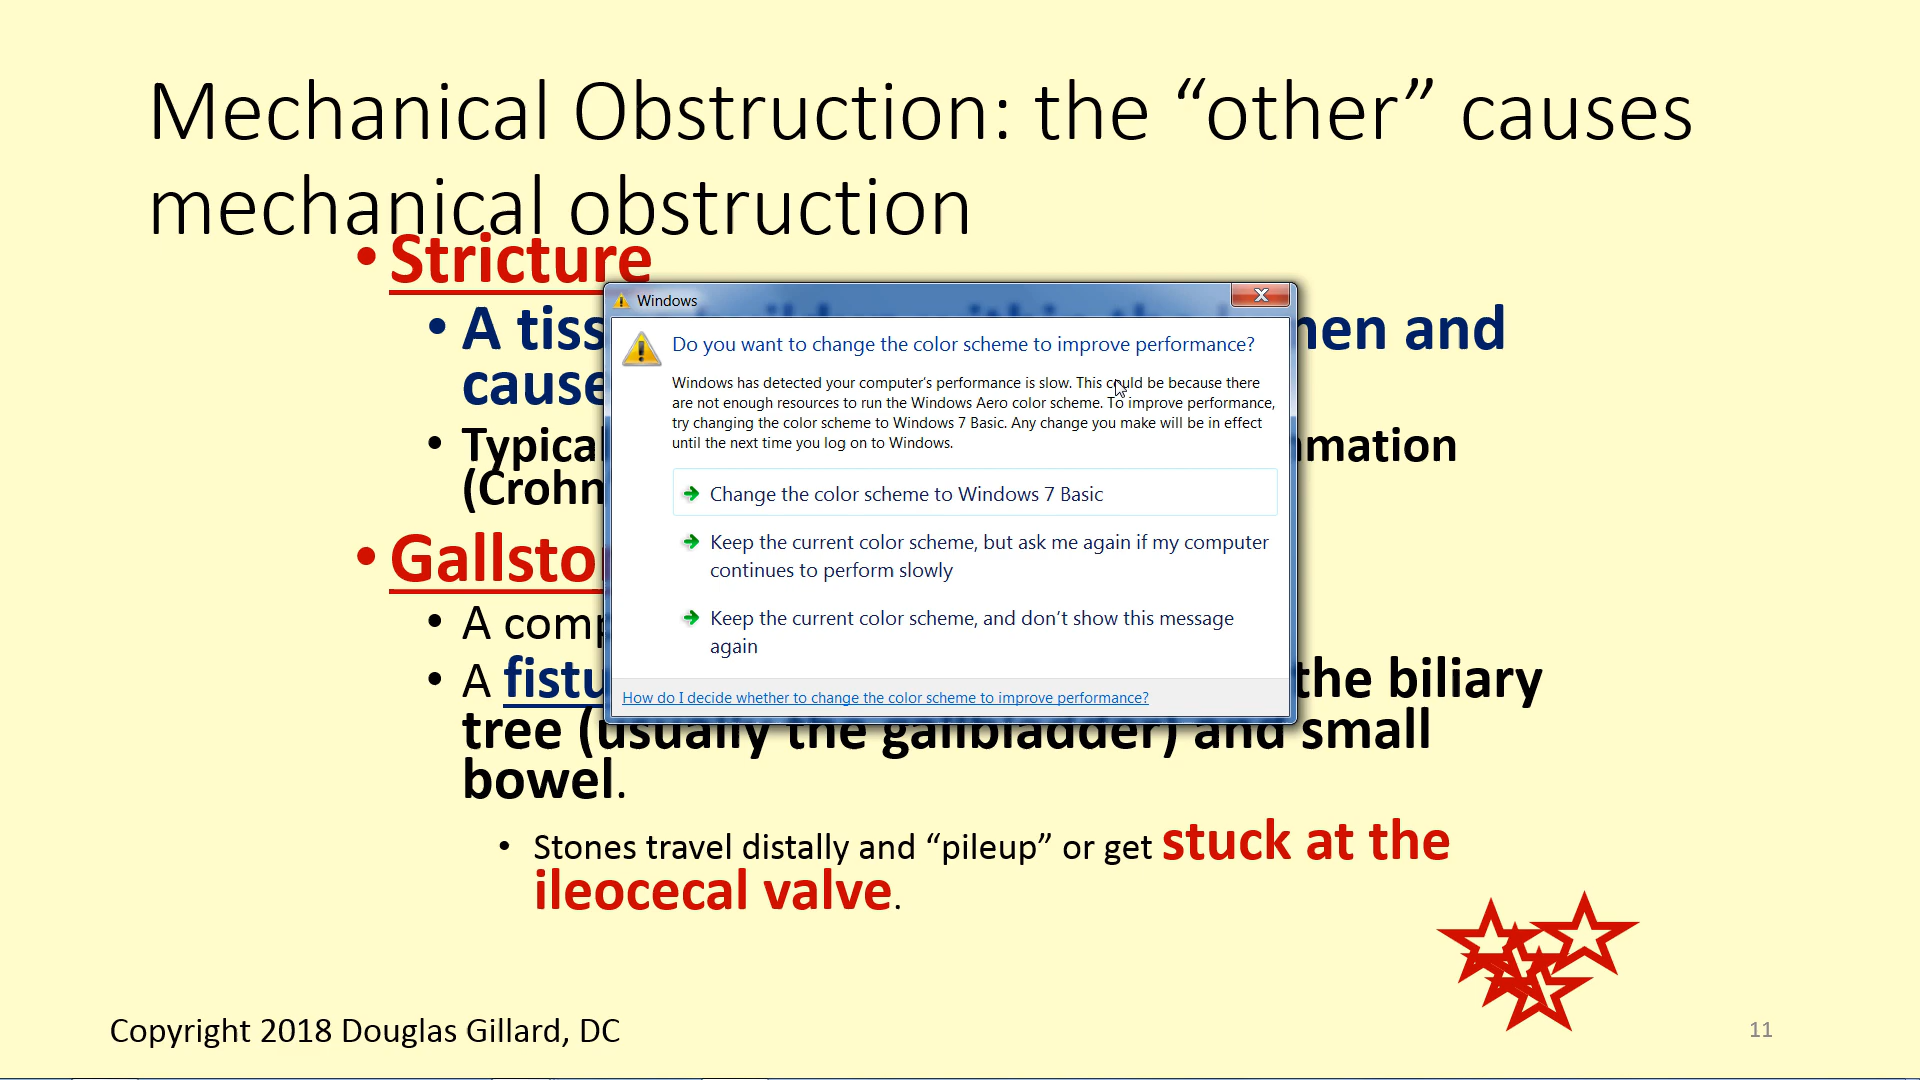 Mechanical Obstruction: the “other” causes
mechanical obstruction
• Stricture
• A tiss
men and
cause
• Typical
mation
(Crohn
• Gallsto
• A comp
• A fistu
the biliary
tree (usually the gallbladder) and small
bowel.
• Stones travel distally and “pileup” or get stuck at the
ileocecal valve.
Windows
Do you want to change the color scheme to improve performance?
Windows has detected your computer’s performance is slow. This could be because there
are not enough resources to run the Windows Aero color scheme. To improve performance,
try changing the color scheme to Windows 7 Basic. Any change you make will be in effect
until the next time you log on to Windows.
Change the color scheme to Windows 7 Basic
Keep the current color scheme, but ask me again if my computer
continues to perform slowly
Keep the current color scheme, and don’t show this message
again
How do I decide whether to change the color scheme to improve performance?
Copyright 2018 Douglas Gillard, DC
11